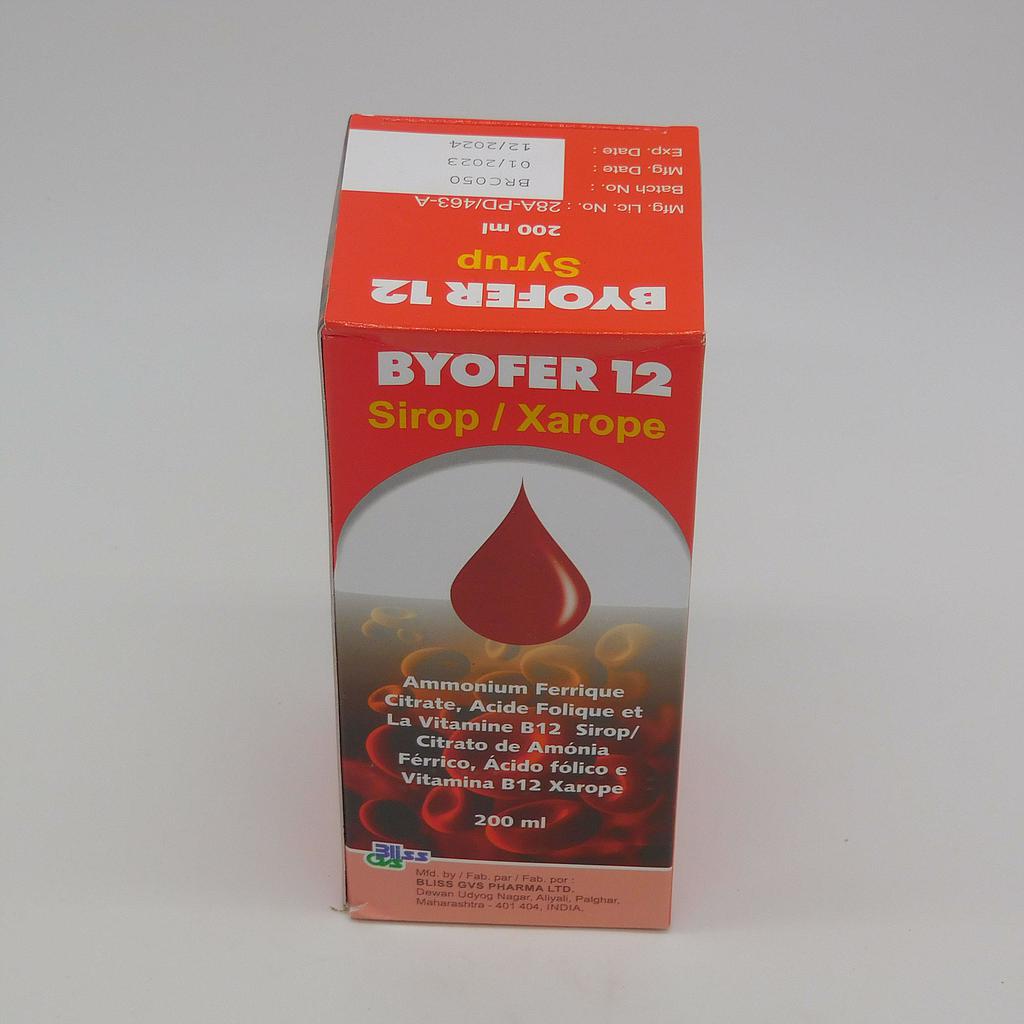 Exp. Date :
12/2024
Mfg. Date :
01/2023
Batch No. :
BRC050
Mfg. Lic. No. : 28A-PD/463-A
200 ml
Syrup
BYOFER 12
BYOFER 12
Sirop / Xarope
Ammonium Ferrique
Citrate, Acide Folique et
La Vitamine B12 Sirop/
Citrato de Amónia
Férrico, Ácido fólico e
Vitamina B12 Xarope
200 ml
Bliss
GVS
Mfd. by / Fab. par / Fab. por :
BLISS GVS PHARMA LTD.
Dewan Udyog Nagar, Aliyali, Palghar,
Maharashtra - 401 404, INDIA.